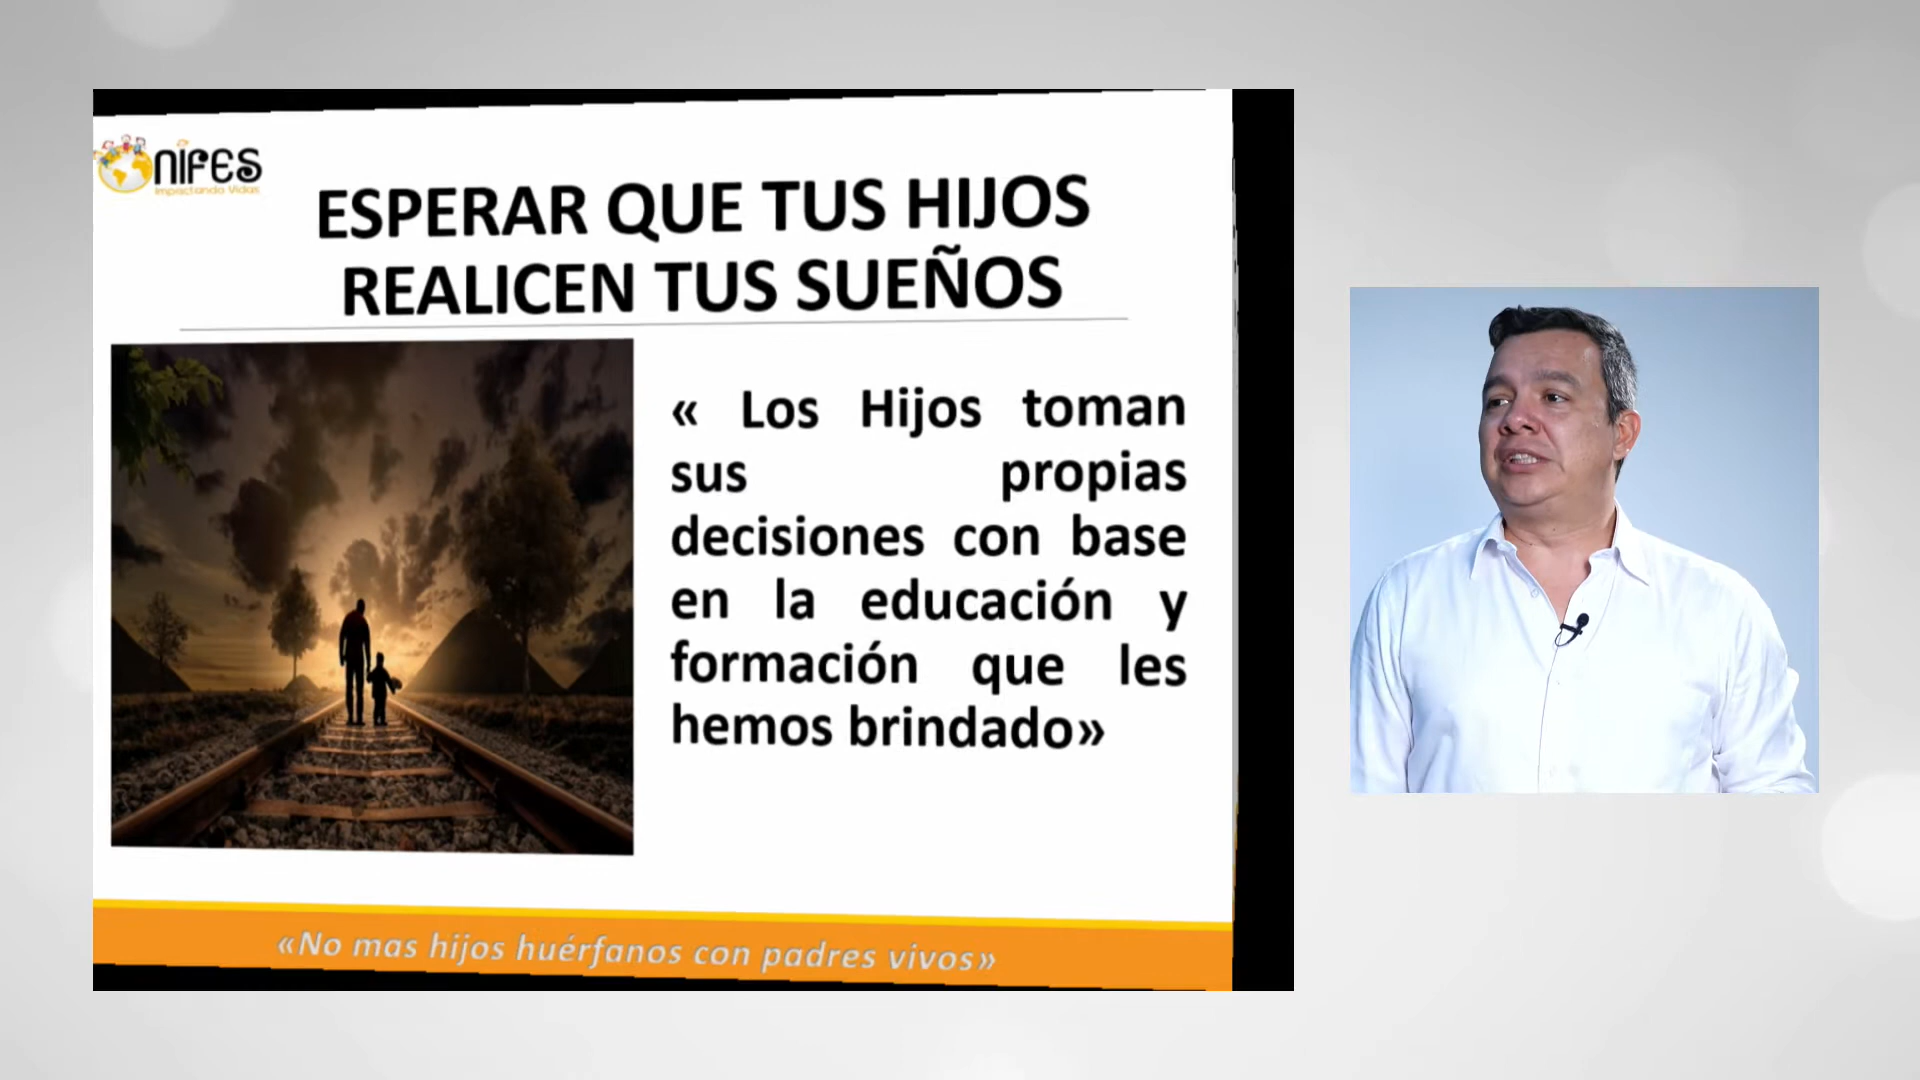 ONIFES
Impactando Vidas
ESPERAR QUE TUS HIJOS
REALICEN TUS SUEÑOS
« Los Hijos toman
sus propias
decisiones con base
en la educación y
formación que les
hemos brindado»
«No mas hijos huérfanos con padres vivos»